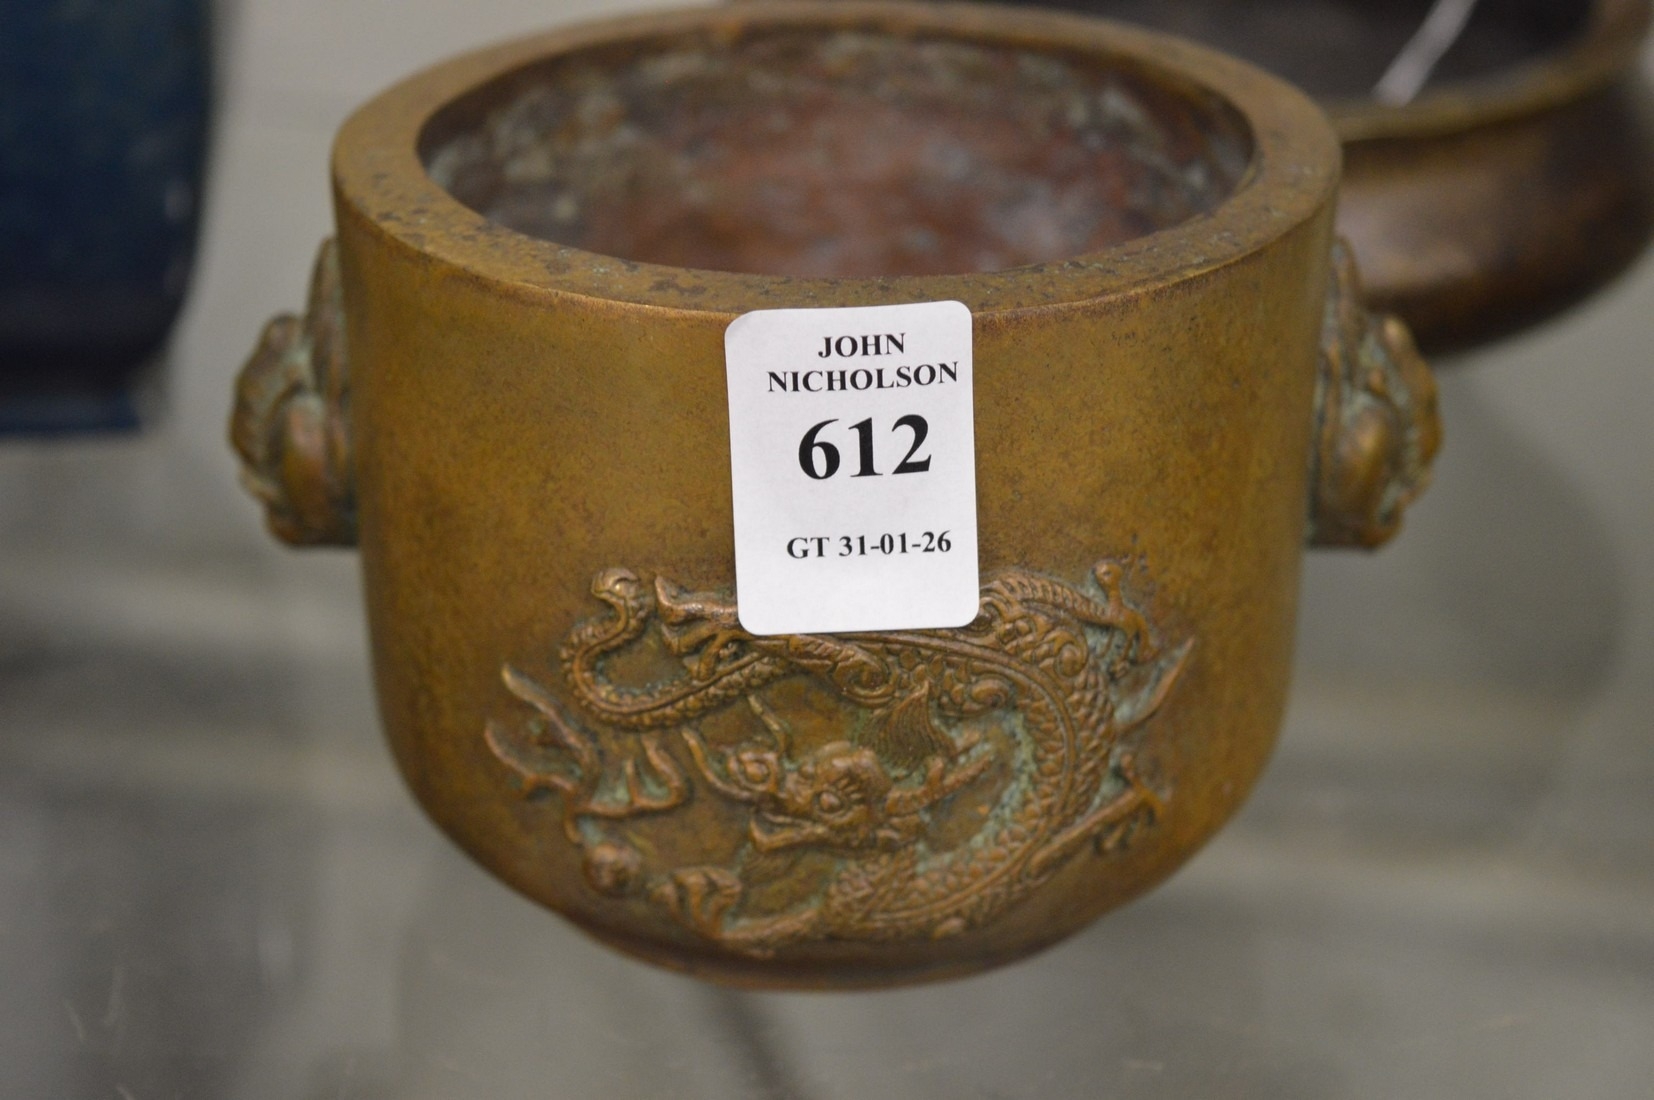 JOHN
NICHOLSON
612
GT 31-01-26